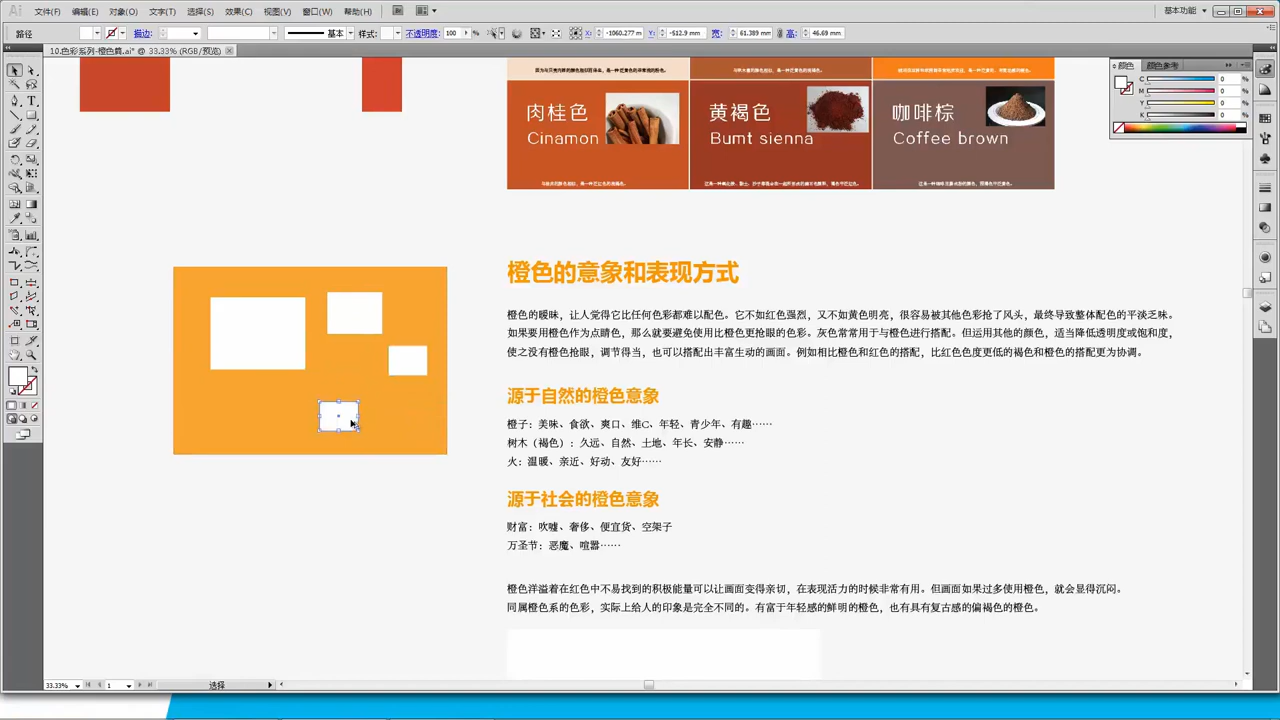 Ai 文件(F) 编辑(E) 对象(O) 文字(T) 选择(S) 效果(C) 视图(V) 窗口(W) 帮助(H) Br 基本功能
路径 描边: 基本 样式: 不透明度: 100 X: -1060.277 m Y: -512.9 mm 宽: 61.389 mm 高: 46.69 mm
10.色彩系列-橙色篇.ai* @ 33.33% (RGB/预览)
颜色 颜色参考
C 0
M 0
Y 0
K 0
肉桂色 黄褐色 咖啡棕
Cinamon Bumt sienna Coffee brown
橙色的意象和表现方式
橙色的暧昧，让人觉得它比任何色彩都难以配色。它不如红色强烈，又不如黄色明亮，很容易被其他色彩抢了风头，最终导致整体配色的平淡乏味。
如果要用橙色作为点睛色，那么就要避免使用比橙色更抢眼的色彩。灰色常常用于与橙色进行搭配。但运用其他的颜色，适当降低透明度或饱和度，
使之没有橙色抢眼，调节得当，也可以搭配出丰富生动的画面。例如相比橙色和红色的搭配，比红色色度更低的褐色和橙色的搭配更为协调。
源于自然的橙色意象
橙子：美味、食欲、爽口、维C、年轻、青少年、有趣……
树木（褐色）：久远、自然、土地、年长、安静……
火：温暖、亲近、好动、友好……
源于社会的橙色意象
财富：吹嘘、奢侈、便宜货、空架子
万圣节：恶魔、喧嚣……
橙色洋溢着在红色中不易找到的积极能量可以让画面变得亲切，在表现活力的时候非常有用。但画面如果过多使用橙色，就会显得沉闷。
同属橙色系的色彩，实际上给人的印象是完全不同的。有富于年轻感的鲜明的橙色，也有具有复古感的偏褐色的橙色。
33.33% 1 选择